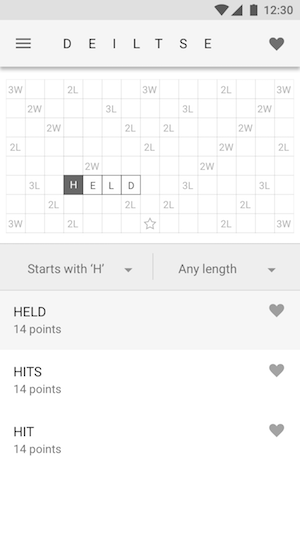 12:30
D E I L T S E
3W 2L 3W 2L 3W
2W 3L 3L 2W
2W 2L 2L 2W
2L 2L 2W 2L
2W 2W
3L H E L D 3L 3L
2L 2L 2L 2L
3W 2L 2L 3W
Starts with ‘H’ Any length
HELD
14 points
HITS
14 points
HIT
14 points